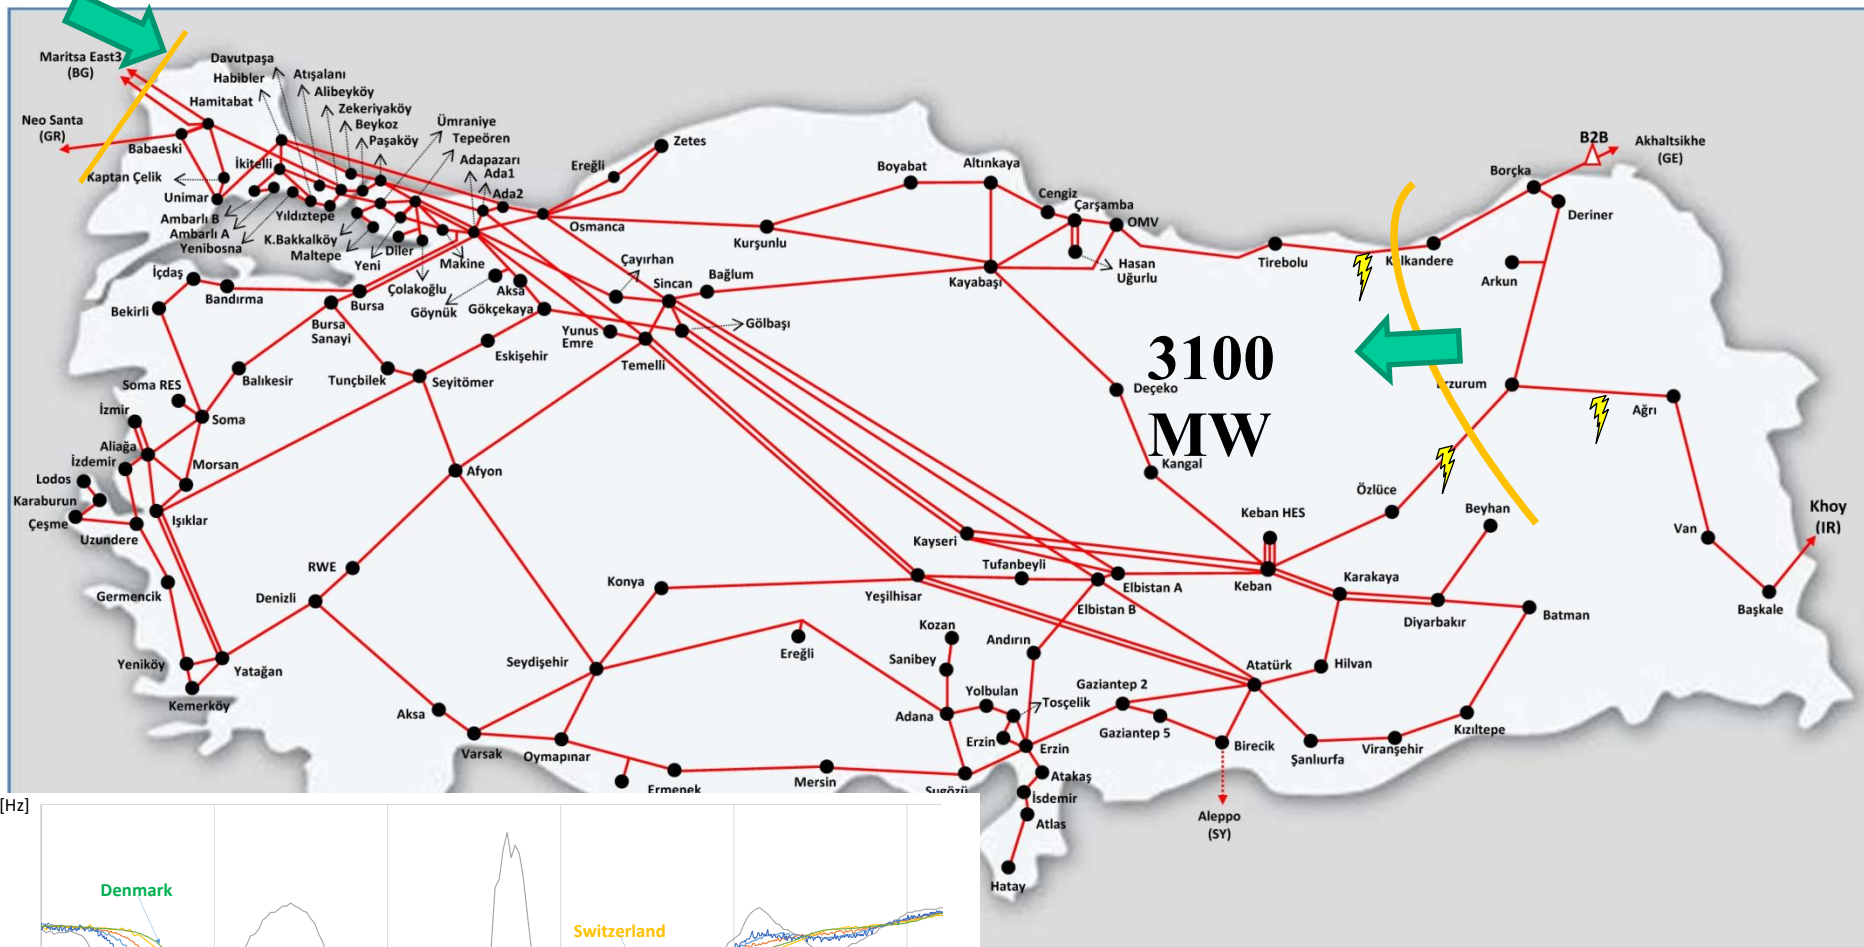 Maritsa East3
(BG)
Neo Santa
(GR)
Davutpaşa
Habibler
Hamitabat
Atışalanı
Alibeyköy
Zekeriyaköy
Beykoz
Paşaköy
Ümraniye
Tepeören
Adapazarı
Ada1
Ada2
Babaeski
Kaptan Çelik
İkitelli
Unimar
Ambarlı B
Ambarlı A
Yenibosna
Yıldıztepe
K.Bakkalköy
Maltepe
Yeni
Diler
Çolakoğlu
Makine
Göynük
Aksa
Gökçekaya
Ereğli
Zetes
Osmanca
Kurşunlu
Boyabat
Altınkaya
Cengiz
Çarşamba
OMV
Hasan
Uğurlu
Kayabaşı
Tirebolu
Kalkandere
Borçka
B2B
Akhaltsikhe
(GE)
Deriner
Arkun
Erzurum
Ağrı
Van
Başkale
Khoy
(IR)
3100
MW
İçdaş
Bandırma
Bekirli
Bursa
Bursa
Sanayi
Balıkesir
Tunçbilek
Seyitömer
Eskişehir
Çayırhan
Sincan
Bağlum
Gölbaşı
Yunus
Emre
Temelli
Soma RES
İzmir
Soma
Aliağa
İzdemir
Morsan
Lodos
Karaburun
Çeşme
Uzundere
Işıklar
Afyon
Deçeko
Kangal
Özlüce
Keban HES
Beyhan
Kayseri
Tufanbeyli
Yeşilhisar
Elbistan A
Elbistan B
Keban
Karakaya
Diyarbakır
Batman
RWE
Denizli
Germencik
Konya
Yeniköy
Yatağan
Kemerköy
Seydişehir
Ereğli
Kozan
Sanibey
Andırın
Adana
Yolbulan
Tosçelik
Erzin
Erzin
Gaziantep 2
Gaziantep 5
Atatürk
Hilvan
Birecik
Şanlıurfa
Viranşehir
Kızıltepe
Aksa
Varsak
Oymapınar
Ermenek
Mersin
Sugözü
Atakaş
İsdemir
Atlas
Hatay
Aleppo
(SY)
[Hz]
Denmark
Switzerland